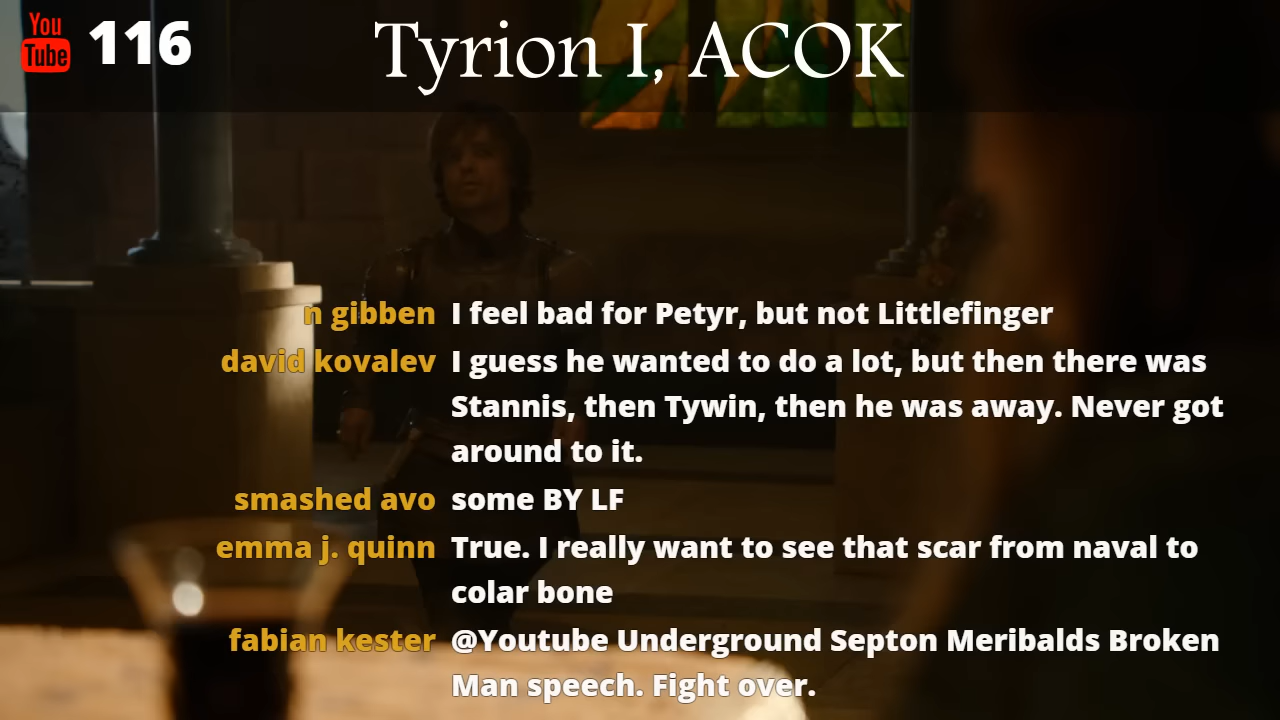 You
Tube
116
Tyrion I, ACOK
n gibben I feel bad for Petyr, but not Littlefinger
david kovalev I guess he wanted to do a lot, but then there was
Stannis, then Tywin, then he was away. Never got
around to it.
smashed avo some BY LF
emma j. quinn True. I really want to see that scar from naval to
colar bone
fabian kester @Youtube Underground Septon Meribalds Broken
Man speech. Fight over.